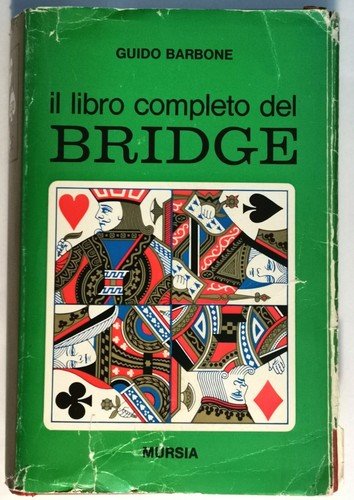 GUIDO BARBONE
il libro completo del
BRIDGE
MURSIA